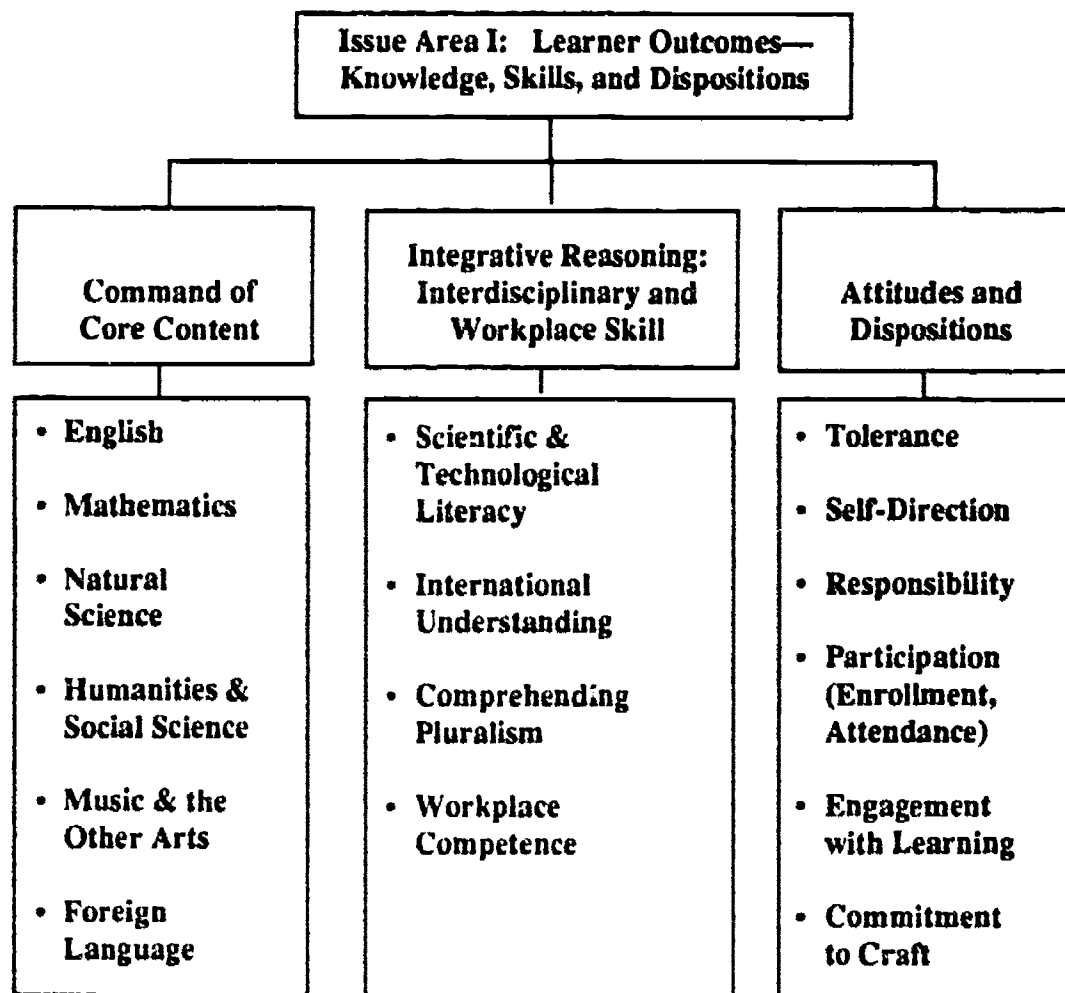 Issue Area I: Learner Outcomes—
Knowledge, Skills, and Dispositions
Command of
Core Content
Integrative Reasoning:
Interdisciplinary and
Workplace Skill
Attitudes and
Dispositions
• English
• Mathematics
• Natural
Science
• Humanities &
Social Science
• Music & the
Other Arts
• Foreign
Language
• Scientific &
Technological
Literacy
• International
Understanding
• Comprehending
Pluralism
• Workplace
Competence
• Tolerance
• Self-Direction
• Responsibility
• Participation
(Enrollment,
Attendance)
• Engagement
with Learning
• Commitment
to Craft